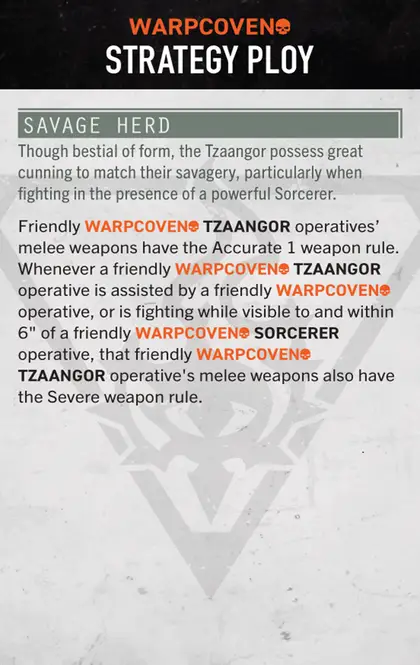 WARPCOVEN
STRATEGY PLOY
SAVAGE HERD
Though bestial of form, the Tzaangor possess great
cunning to match their savagery, particularly when
fighting in the presence of a powerful Sorcerer.
Friendly WARPCOVEN TZAANGOR operatives’
melee weapons have the Accurate 1 weapon rule.
Whenever a friendly WARPCOVEN TZAANGOR
operative is assisted by a friendly WARPCOVEN
operative, or is fighting while visible to and within
6" of a friendly WARPCOVEN SORCERER
operative, that friendly WARPCOVEN
TZAANGOR operative's melee weapons also have
the Severe weapon rule.